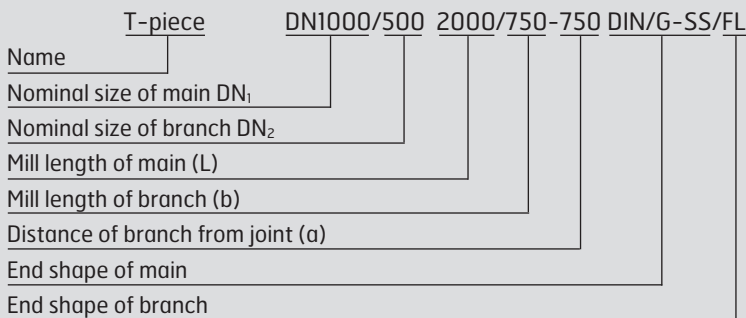 T-piece DN1000/500 2000/750-750 DIN/G-SS/FL
Name
Nominal size of main DN₁
Nominal size of branch DN₂
Mill length of main (L)
Mill length of branch (b)
Distance of branch from joint (a)
End shape of main
End shape of branch